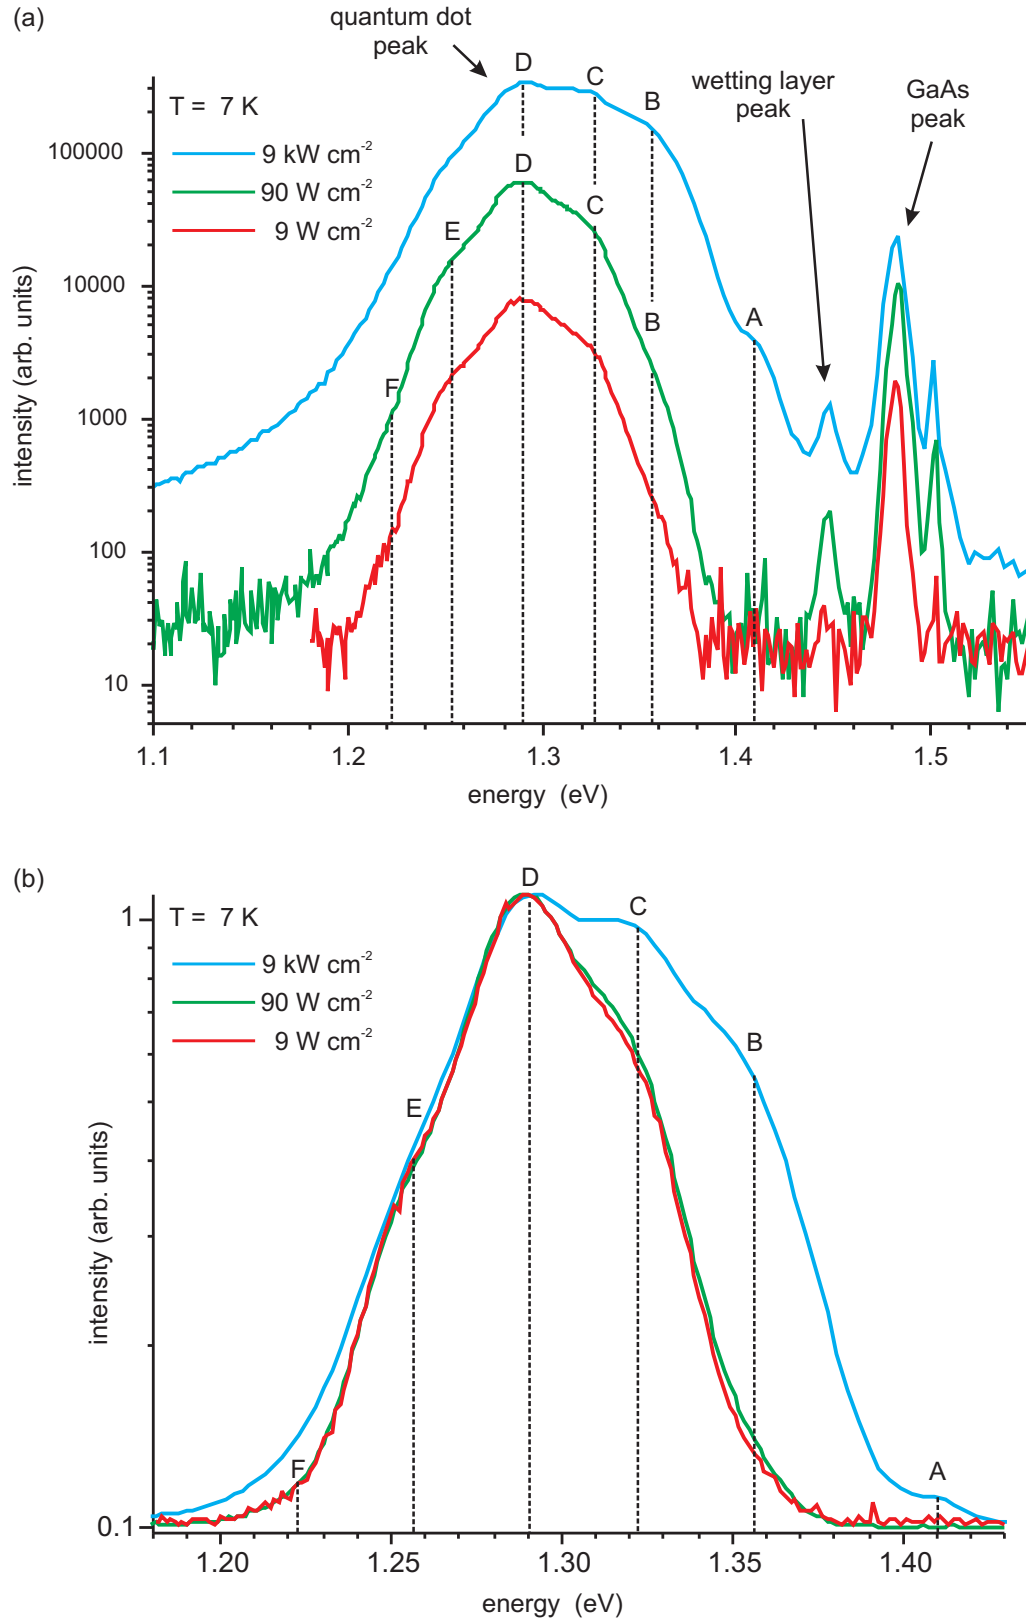 (a)
quantum dot
peak
D
C
B
wetting layer
peak
GaAs
peak
T = 7 K
9 kW cm-2
90 W cm-2
9 W cm-2
D
C
E
B
A
F
100000
10000
1000
100
10
intensity (arb. units)
1.1
1.2
1.3
1.4
1.5
energy (eV)
(b)
D
C
B
E
F
A
T = 7 K
9 kW cm-2
90 W cm-2
9 W cm-2
1
0.1
intensity (arb. units)
1.20
1.25
1.30
1.35
1.40
energy (eV)